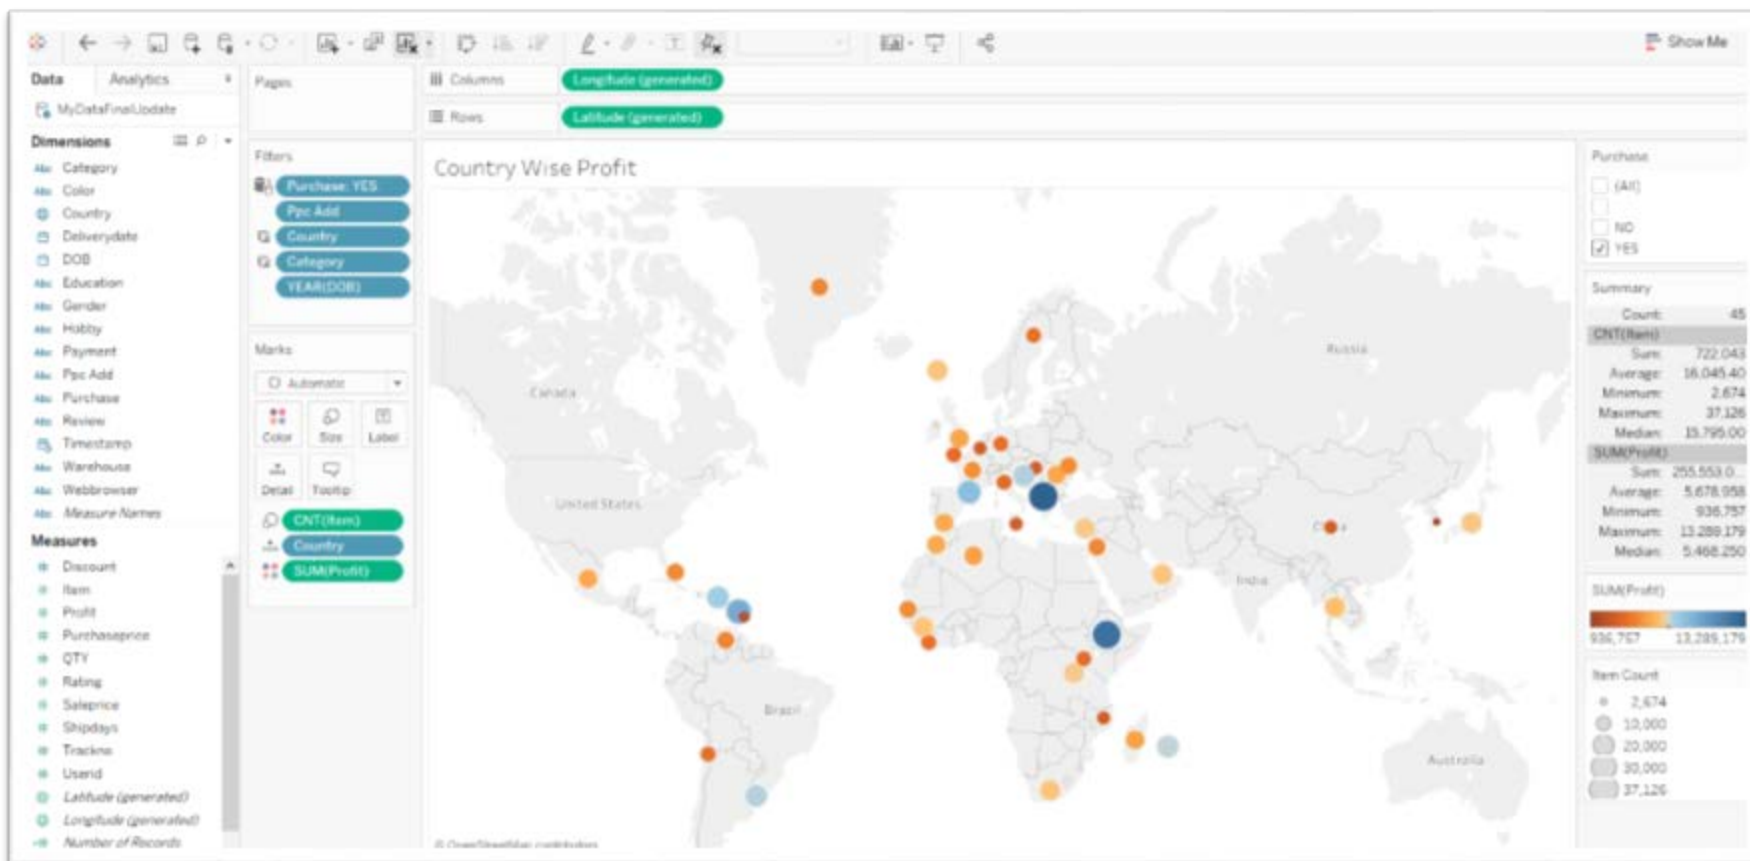 Show Me
Data Analytics
Pages
Columns Longitude (generated)
MyDataFinalUpdate
Rows Latitude (generated)
Dimensions
Category
Color
Country
Deliverydate
DOB
Education
Gender
Hobby
Payment
Ppc Add
Purchase
Review
Timestamp
Warehouse
Webbrowser
Measure Names
Measures
Discount
Item
Profit
Purchaseprice
QTY
Rating
Saleprice
Shipdays
Trackno
Userid
Latitude (generated)
Longitude (generated)
Number of Records
Filters
Purchase: YES
Ppc Add
Country
Category
YEAR(DOB)
Marks
Automatic
Color Size Label
Detail Tooltip
CNT(Item)
Country
SUM(Profit)
Country Wise Profit
Canada
United States
Brazil
Russia
India
Australia
© OpenStreetMap contributors
Purchase
(All)
NO
YES
Summary
Count: 45
CNT(Item)
Sum: 722,043
Average: 16,045.40
Minimum: 2,674
Maximum: 37,126
Median: 15,795.00
SUM(Profit)
Sum: 255,553,0...
Average: 5,678,958
Minimum: 936,757
Maximum: 13,289,179
Median: 5,468,250
SUM(Profit)
936,757 13,289,179
Item Count
2,674
10,000
20,000
30,000
37,126